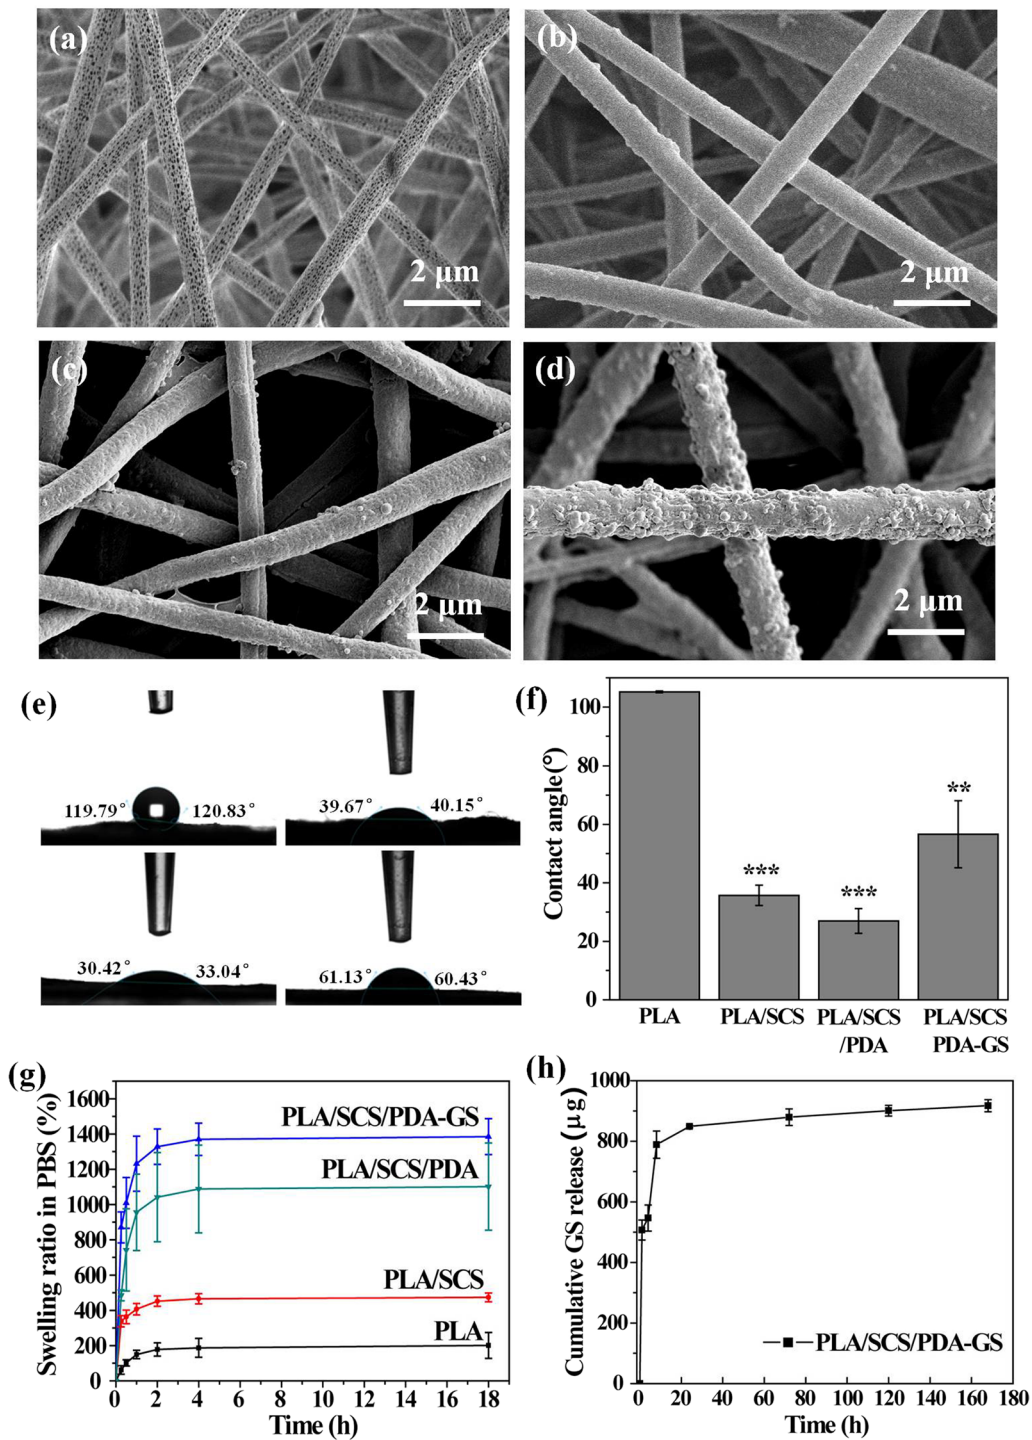 (a)
2 μm
(b)
2 μm
(c)
2 μm
(d)
2 μm
(e)
119.79°
120.83°
39.67°
40.15°
30.42°
33.04°
61.13°
60.43°
(f)
Contact angle(°)
100
80
60
40
20
0
***
***
**
PLA
PLA/SCS
PLA/SCS
/PDA
PLA/SCS
PDA-GS
(g)
Swelling ratio in PBS (%)
1600
1400
1200
1000
800
600
400
200
0
PLA/SCS/PDA-GS
PLA/SCS/PDA
PLA/SCS
PLA
0 2 4 6 8 10 12 14 16 18
Time (h)
(h)
Cumulative GS release (μg)
1000
800
600
400
200
0
PLA/SCS/PDA-GS
0 20 40 60 80 100 120 140 160 180
Time (h)